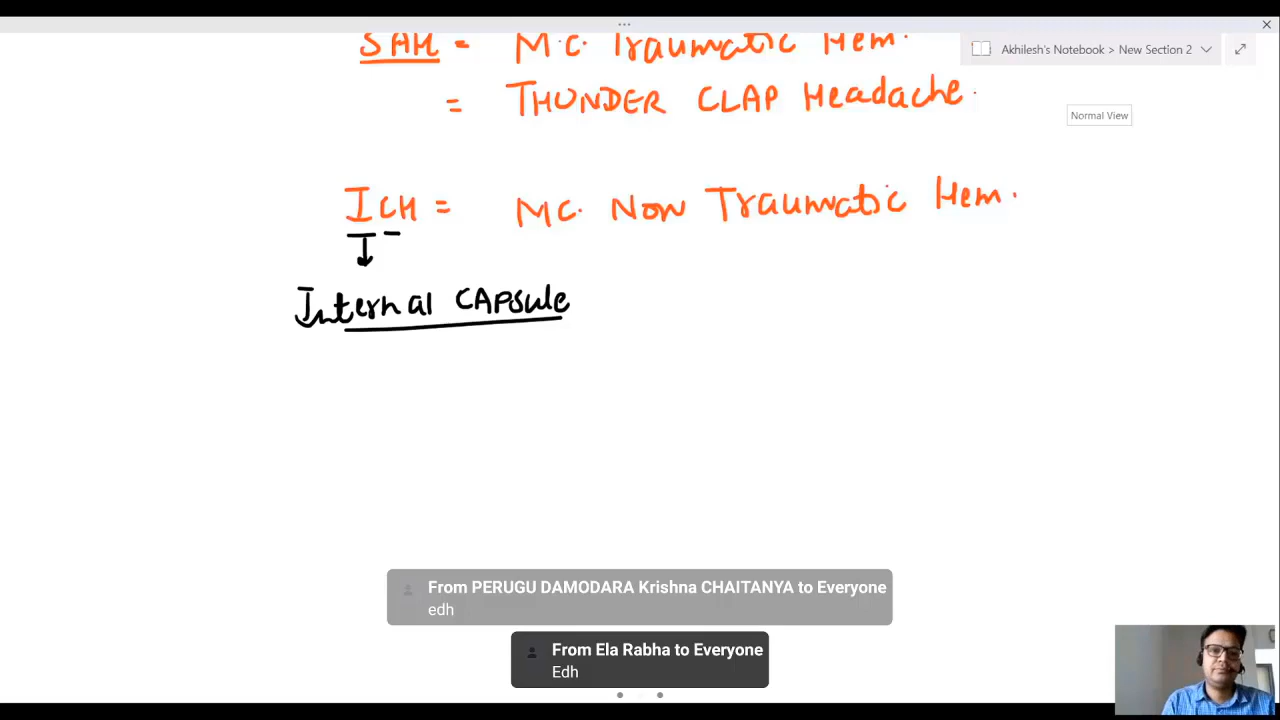 SAH = M.C. Traumatic Hem.
= THUNDER CLAP Headache.
ICH = MC. Non Traumatic Hem.
Internal CAPsule
Akhilesh's Notebook > New Section 2
Normal View
From PERUGU DAMODARA Krishna CHAITANYA to Everyone
edh
From Ela Rabha to Everyone
Edh